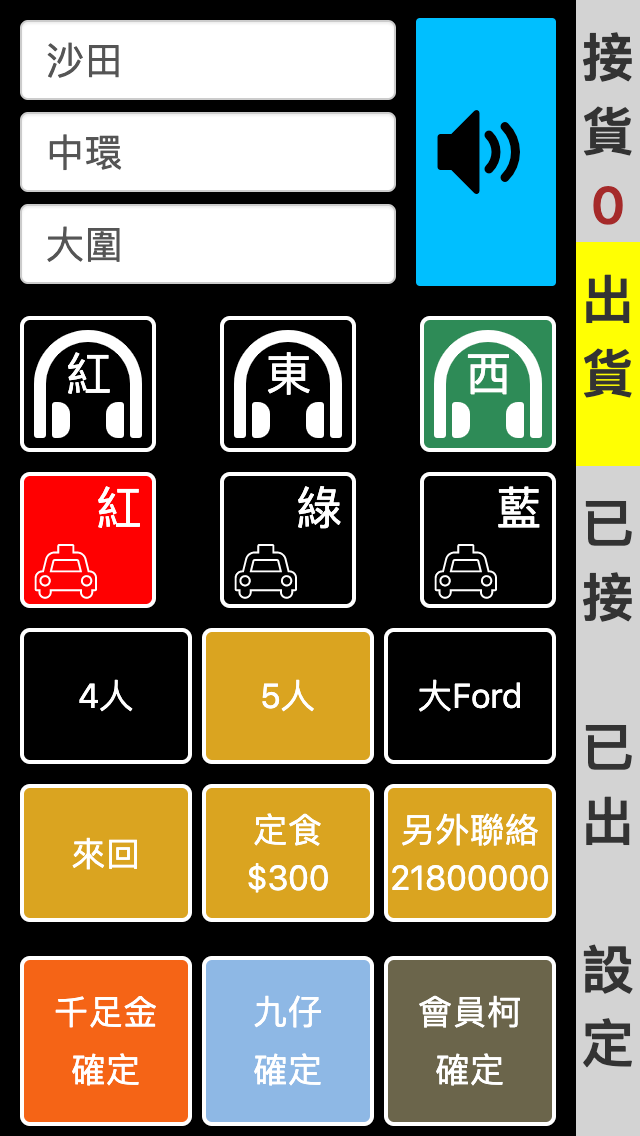 沙田
中環
大圍
紅
東
西
紅
綠
藍
4人
5人
大Ford
來回
定食
$300
另外聯絡
21800000
千足金
確定
九仔
確定
會員柯
確定
接貨0
出貨
已接
已出
設定